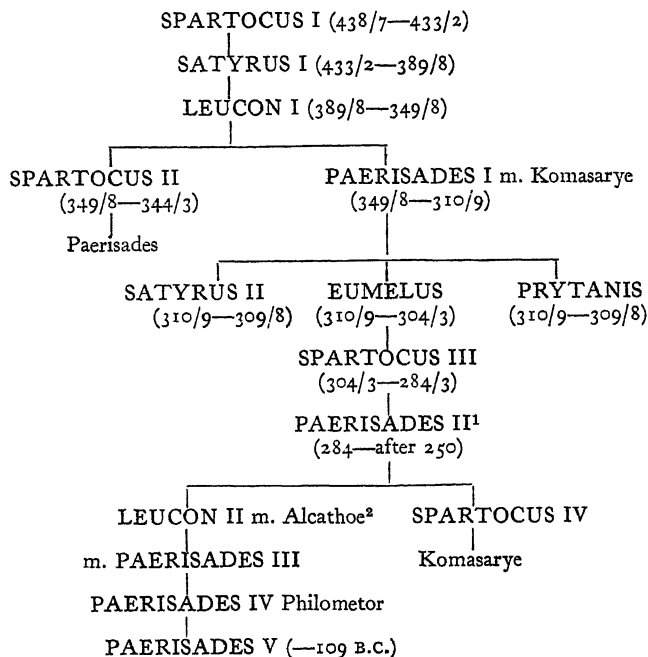 SPARTOCUS I (438/7—433/2)
SATYRUS I (433/2—389/8)
LEUCON I (389/8—349/8)
SPARTOCUS II PAERISADES I m. Komasarye
(349/8—344/3) (349/8—310/9)
Paerisades
SATYRUS II EUMELUS PRYTANIS
(310/9—309/8) (310/9—304/3) (310/9—309/8)
SPARTOCUS III
(304/3—284/3)
PAERISADES II¹
(284—after 250)
LEUCON II m. Alcathoe² SPARTOCUS IV
m. PAERISADES III Komasarye
PAERISADES IV Philometor
PAERISADES V (—109 B.C.)